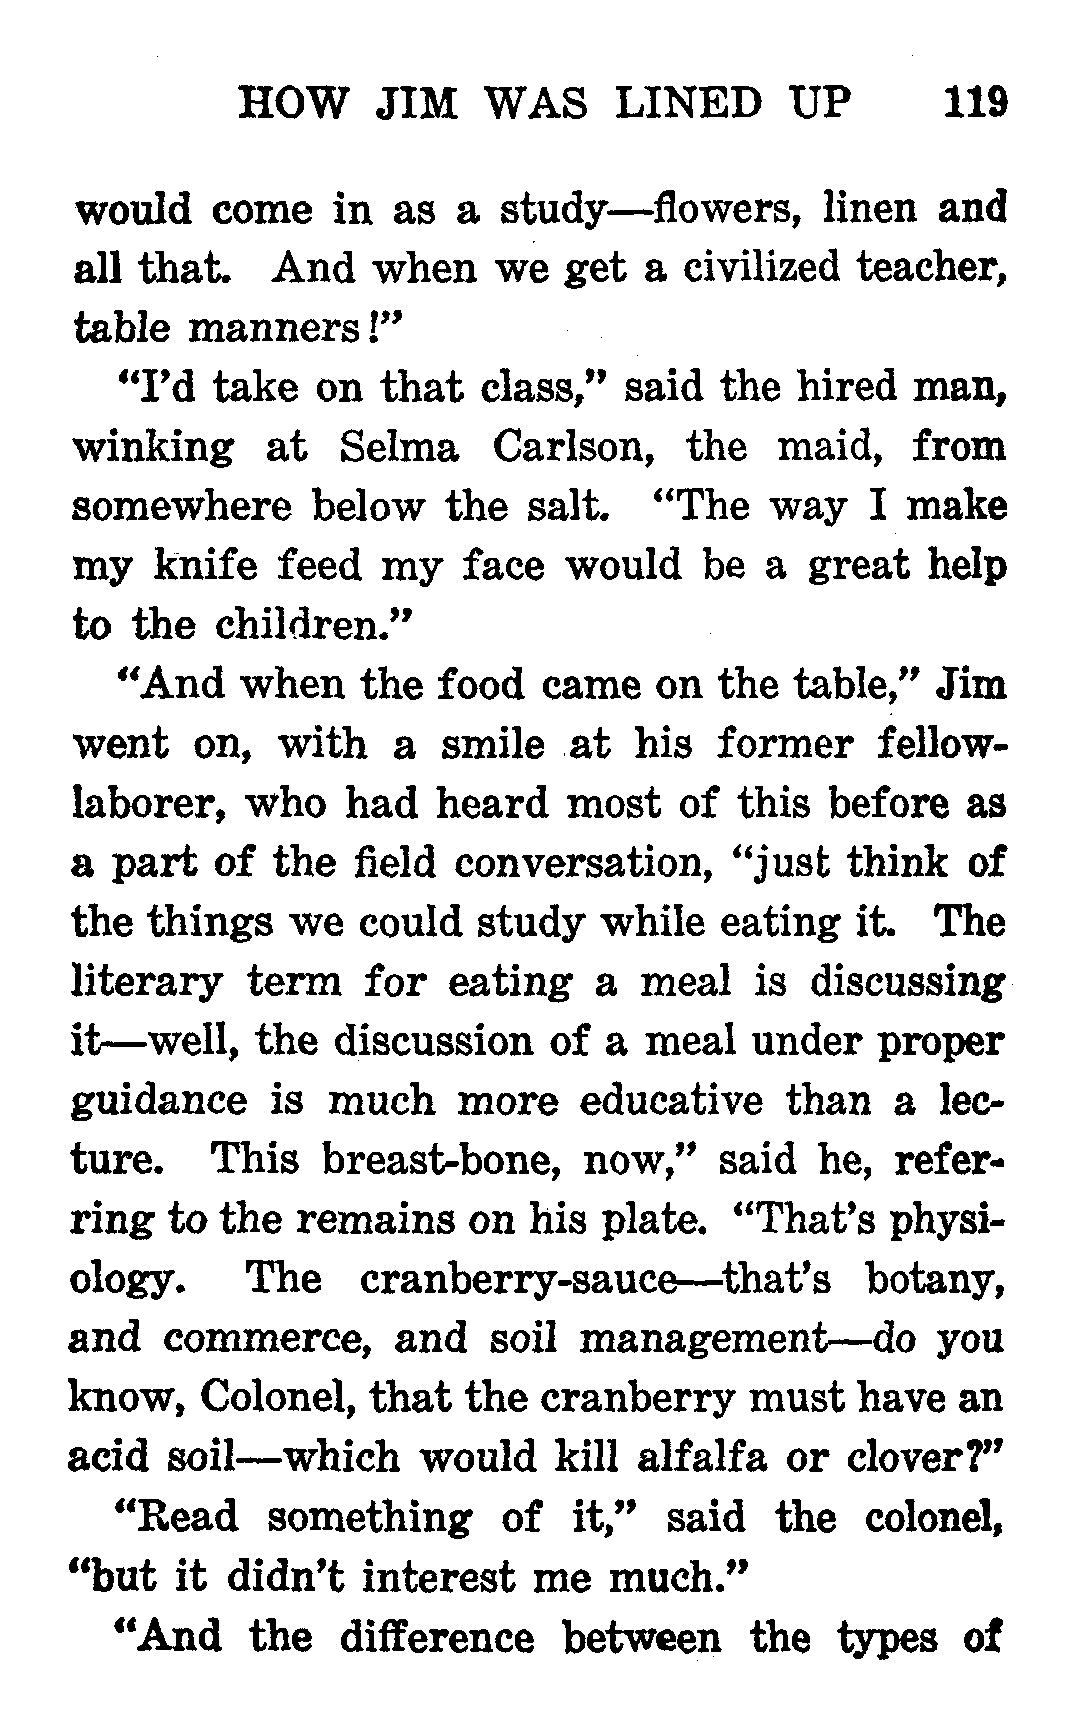 HOW JIM WAS LINED UP 119
would come in as a study—flowers, linen and
all that. And when we get a civilized teacher,
table manners!”
“I’d take on that class,” said the hired man,
winking at Selma Carlson, the maid, from
somewhere below the salt. “The way I make
my knife feed my face would be a great help
to the children.”
“And when the food came on the table,” Jim
went on, with a smile at his former fellow-
laborer, who had heard most of this before as
a part of the field conversation, “just think of
the things we could study while eating it. The
literary term for eating a meal is discussing
it—well, the discussion of a meal under proper
guidance is much more educative than a lec-
ture. This breast-bone, now,” said he, refer-
ring to the remains on his plate. “That’s physi-
ology. The cranberry-sauce—that’s botany,
and commerce, and soil management—do you
know, Colonel, that the cranberry must have an
acid soil—which would kill alfalfa or clover?”
“Read something of it,” said the colonel,
“but it didn’t interest me much.”
“And the difference between the types of